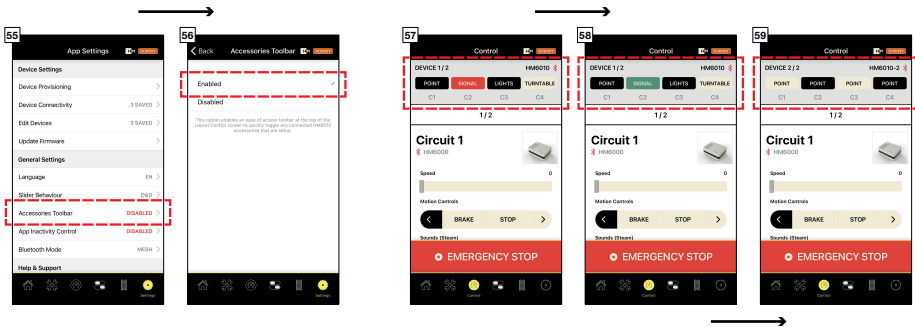 55
App Settings
HORNBY
Device Settings
Device Provisioning
Device Connectivity 3 SAVED
Edit Devices 3 SAVED
Update Firmware
General Settings
Language EN
Slider Behaviour 0&0
Accessories Toolbar DISABLED
App Inactivity Control DISABLED
Bluetooth Mode MESH
Help & Support
Settings
56
Back Accessories Toolbar HORNBY
Enabled
Disabled
This option enables an ease of access toolbar at the top of the
Layout Control screen to quickly toggle any connected HM6010
accessories that are setup.
Settings
57
Control HORNBY
DEVICE 1 / 2 HM6010
POINT SIGNAL LIGHTS TURNTABLE
C1 C2 C3 C4
1/2
Circuit 1
HM6000
Speed 0
Motion Controls
BRAKE STOP
Sounds (Steam)
EMERGENCY STOP
Control
58
Control HORNBY
DEVICE 1 / 2 HM6010
POINT SIGNAL LIGHTS TURNTABLE
C1 C2 C3 C4
1/2
Circuit 1
HM6000
Speed 0
Motion Controls
BRAKE STOP
Sounds (Steam)
EMERGENCY STOP
Control
59
Control HORNBY
DEVICE 2 / 2 HM6010-2
POINT POINT POINT POINT
C1 C2 C3 C4
1/2
Circuit 1
HM6000
Speed 0
Motion Controls
BRAKE STOP
Sounds (Steam)
EMERGENCY STOP
Control